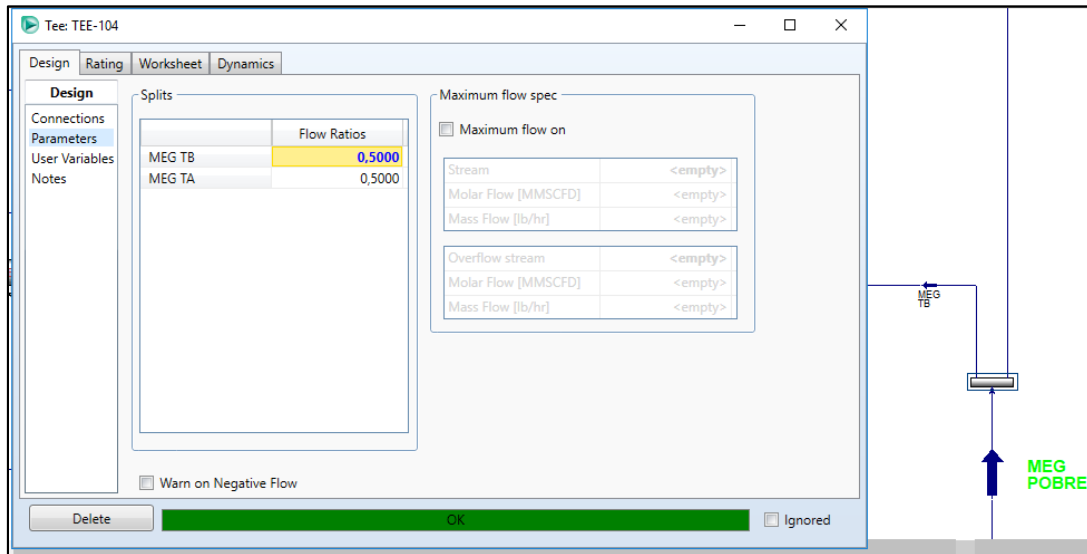 Tee: TEE-104
Design Rating Worksheet Dynamics
Design
Connections
Parameters
User Variables
Notes
Splits
Flow Ratios
MEG TB 0,5000
MEG TA 0,5000
Maximum flow spec
Maximum flow on
Stream <empty>
Molar Flow [MMSCFD] <empty>
Mass Flow [lb/hr] <empty>
Overflow stream <empty>
Molar Flow [MMSCFD] <empty>
Mass Flow [lb/hr] <empty>
Warn on Negative Flow
Delete OK Ignored
MEG
TB
MEG
POBRE